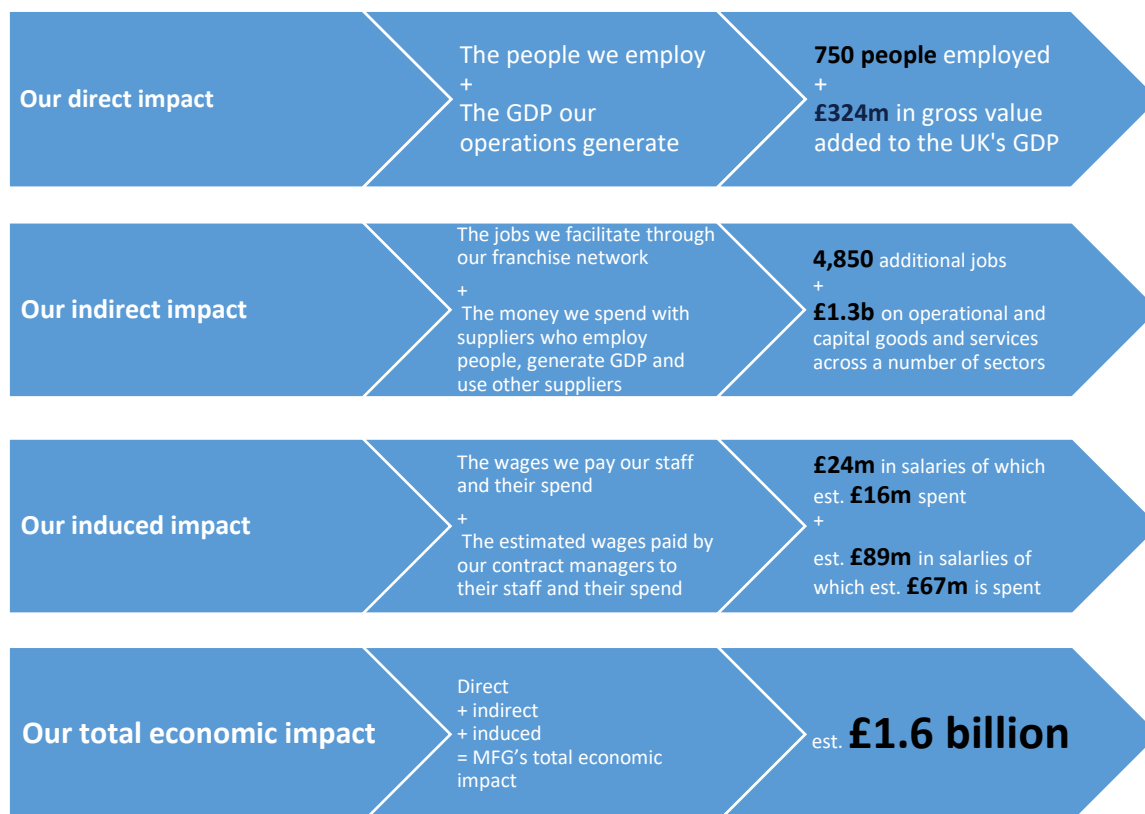 Our direct impact
The people we employ
+
The GDP our
operations generate
750 people employed
+
£324m in gross value
added to the UK's GDP
Our indirect impact
The jobs we facilitate through
our franchise network
+
The money we spend with
suppliers who employ
people, generate GDP and
use other suppliers
4,850 additional jobs
+
£1.3b on operational and
capital goods and services
across a number of sectors
Our induced impact
The wages we pay our staff
and their spend
+
The estimated wages paid by
our contract managers to
their staff and their spend
£24m in salaries of which
est. £16m spent
+
est. £89m in salarlies of
which est. £67m is spent
Our total economic impact
Direct
+ indirect
+ induced
= MFG’s total economic
impact
est. £1.6 billion